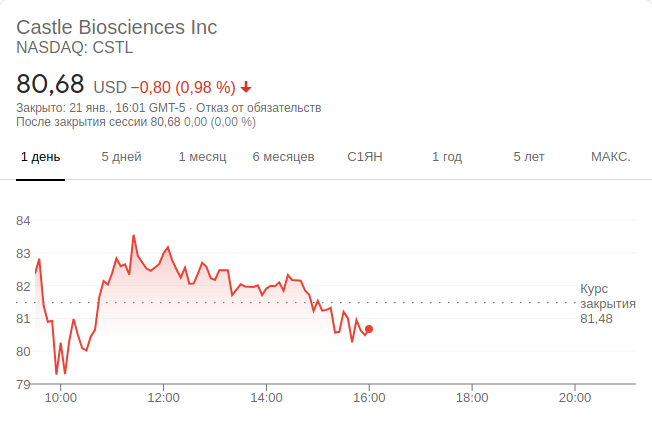 Castle Biosciences Inc
NASDAQ: CSTL
80,68 USD −0,80 (0,98 %)
Закрыто: 21 янв., 16:01 GMT-5 · Отказ от обязательств
После закрытия сессии 80,68 0,00 (0,00 %)
1 день 5 дней 1 месяц 6 месяцев С1ЯН 1 год 5 лет МАКС.
84
83
82
81
80
79
Курс
закрытия
81,48
10:00 12:00 14:00 16:00 18:00 20:00